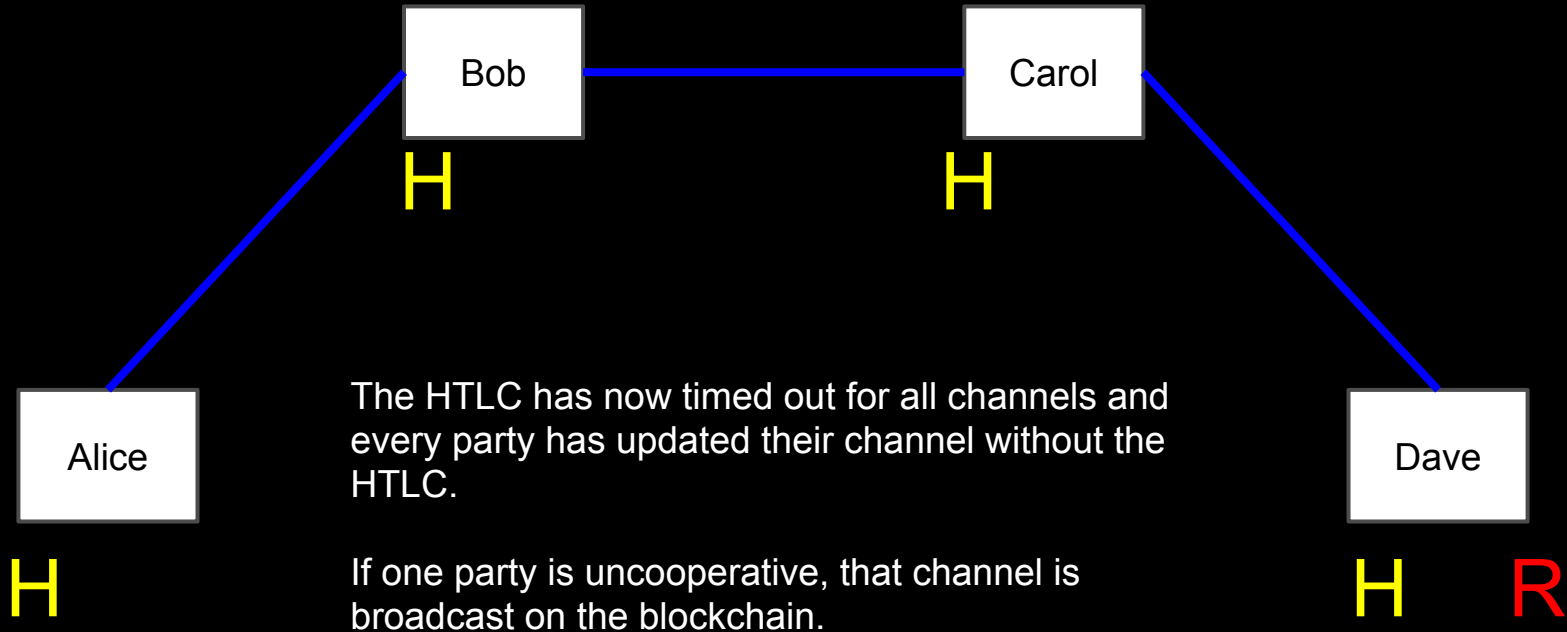 Bob
Carol
H
H
Alice
Dave
The HTLC has now timed out for all channels and
every party has updated their channel without the
HTLC.
If one party is uncooperative, that channel is
broadcast on the blockchain.
H
H R